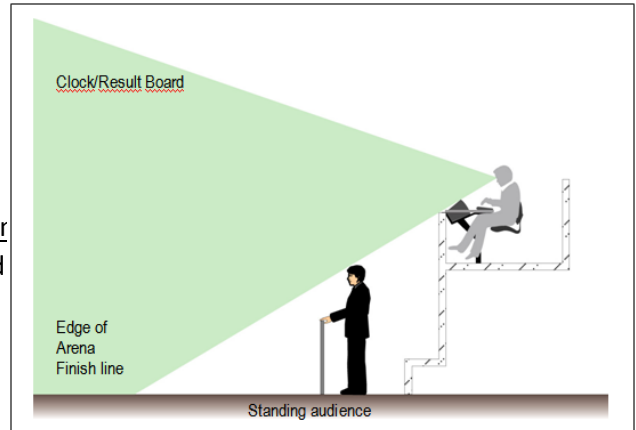 Clock/Result Board
r
d
Edge of
Arena
Finish line
Standing audience